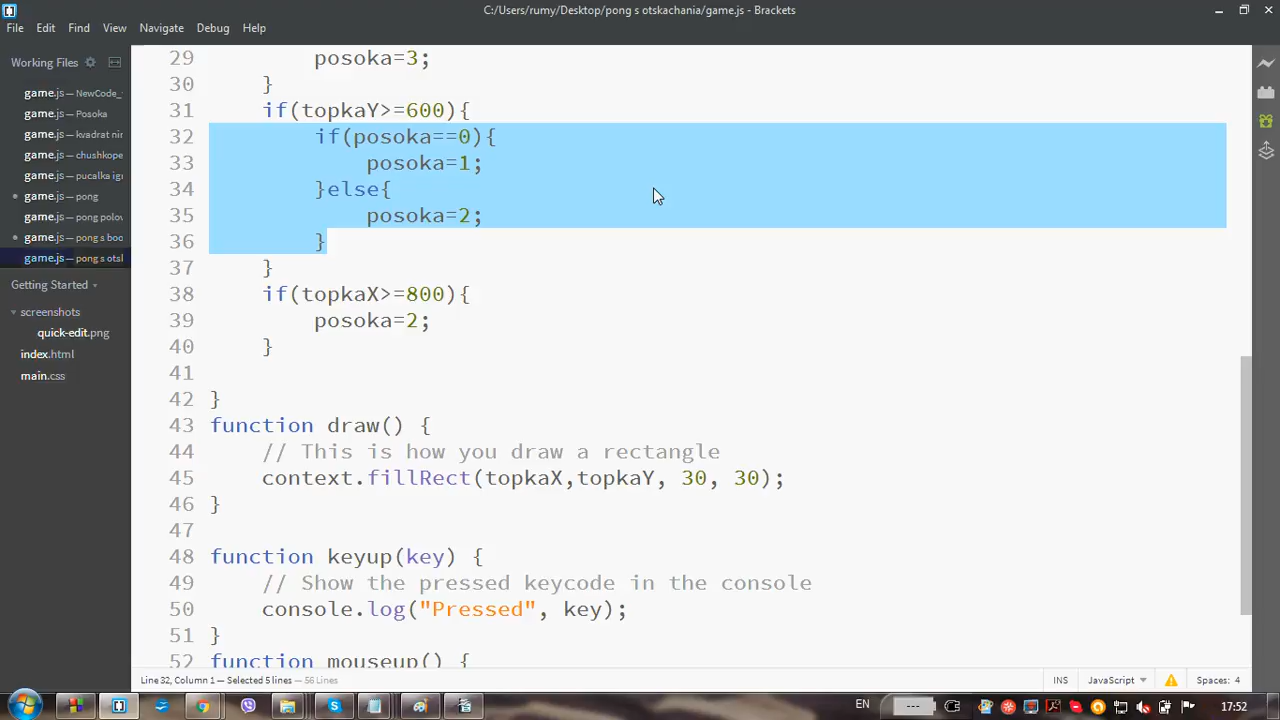 C:/Users/rumy/Desktop/pong s otskachania/game.js - Brackets
File Edit Find View Navigate Debug Help
Working Files
game.js — NewCode_
game.js — Posoka
game.js — kvadrat nir
game.js — chushkope
game.js — pucalka igr
game.js — pong
game.js — pong polov
game.js — pong s boo
game.js — pong s otsl
Getting Started
screenshots
quick-edit.png
index.html
main.css
29 posoka=3;
30 }
31 if(topkaY>=600){
32 if(posoka==0){
33 posoka=1;
34 }else{
35 posoka=2;
36 }
37 }
38 if(topkaX>=800){
39 posoka=2;
40 }
41
42 }
43 function draw() {
44 // This is how you draw a rectangle
45 context.fillRect(topkaX,topkaY, 30, 30);
46 }
47
48 function keyup(key) {
49 // Show the pressed keycode in the console
50 console.log("Pressed", key);
51 }
52 function mouseup() {
Line 32, Column 1 — Selected 5 lines — 56 Lines
INS JavaScript Spaces: 4
EN 17:52